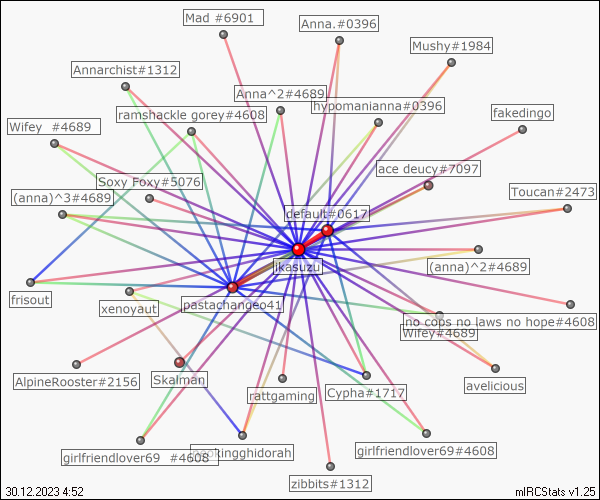 Mad #6901
Anna.#0396
Mushy#1984
Annarchist#1312
Anna^2#4689
hypomanianna#0396
ramshackle gorey#4608
fakedingo
Wifey #4689
ace deucy#7097
Soxy Foxy#5076
(anna)^3#4689
Toucan#2473
default#0617
ikasuzu
(anna)^2#4689
frisout
pastachangeo41
xenoyaut
no cops no laws no hope#4608
Wifey#4689
AlpineRooster#2156
Skalman
rattgaming
Cypha#1717
avelicious
girlfriendlover69 #4608
kingghidorah
girlfriendlover69#4608
zibbits#1312
30.12.2023 4:52
mIRCStats v1.25